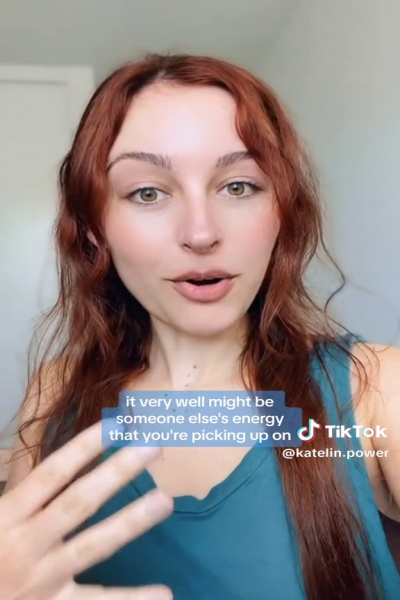 it very well might be
someone else's energy
that you're picking up on
TikTok
@katelin.power